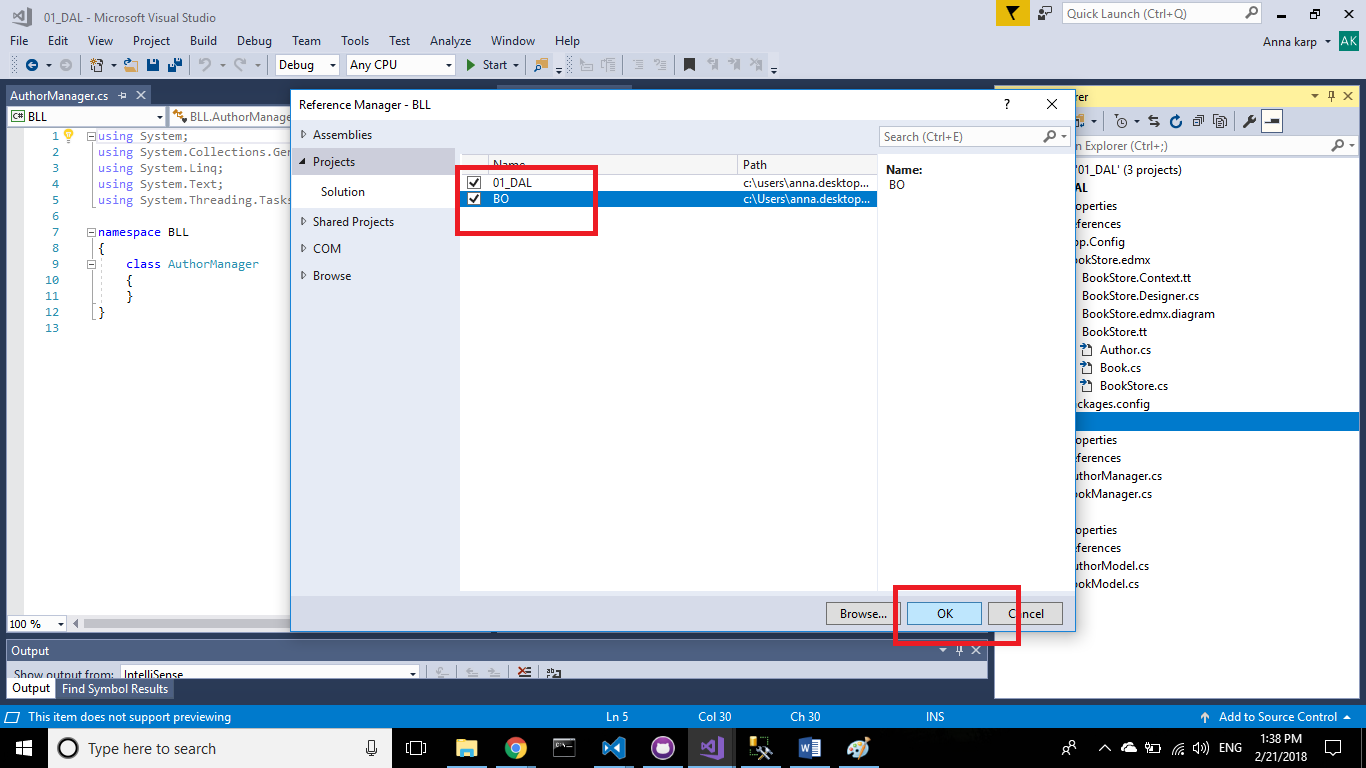 01_DAL - Microsoft Visual Studio
Quick Launch (Ctrl+Q)
File Edit View Project Build Debug Team Tools Test Analyze Window Help
Anna karp AK
Debug Any CPU Start
AuthorManager.cs
C# BLL BLL.AuthorManage
1 using System;
2 using System.Collections.Ger
3 using System.Linq;
4 using System.Text;
5 using System.Threading.Tasks
6
7 namespace BLL
8 {
9 class AuthorManager
10 {
11 }
12 }
13
100 %
Reference Manager - BLL
? 
Assemblies
Projects
Solution
Shared Projects
COM
Browse
Search (Ctrl+E)
Name Path
01_DAL c:\users\anna.desktop...
BO c:\Users\anna.desktop...
Name:
BO
Browse... OK Cancel
rer
n Explorer (Ctrl+;)
'01_DAL' (3 projects)
AL
operties
eferences
pp.Config
okStore.edmx
BookStore.Context.tt
BookStore.Designer.cs
BookStore.edmx.diagram
BookStore.tt
Author.cs
Book.cs
BookStore.cs
ckages.config
operties
eferences
uthorManager.cs
okManager.cs
operties
eferences
uthorModel.cs
okModel.cs
Output
Show output from: IntelliSense
Output Find Symbol Results
This item does not support previewing Ln 5 Col 30 Ch 30 INS Add to Source Control
Type here to search
ENG
1:38 PM
2/21/2018